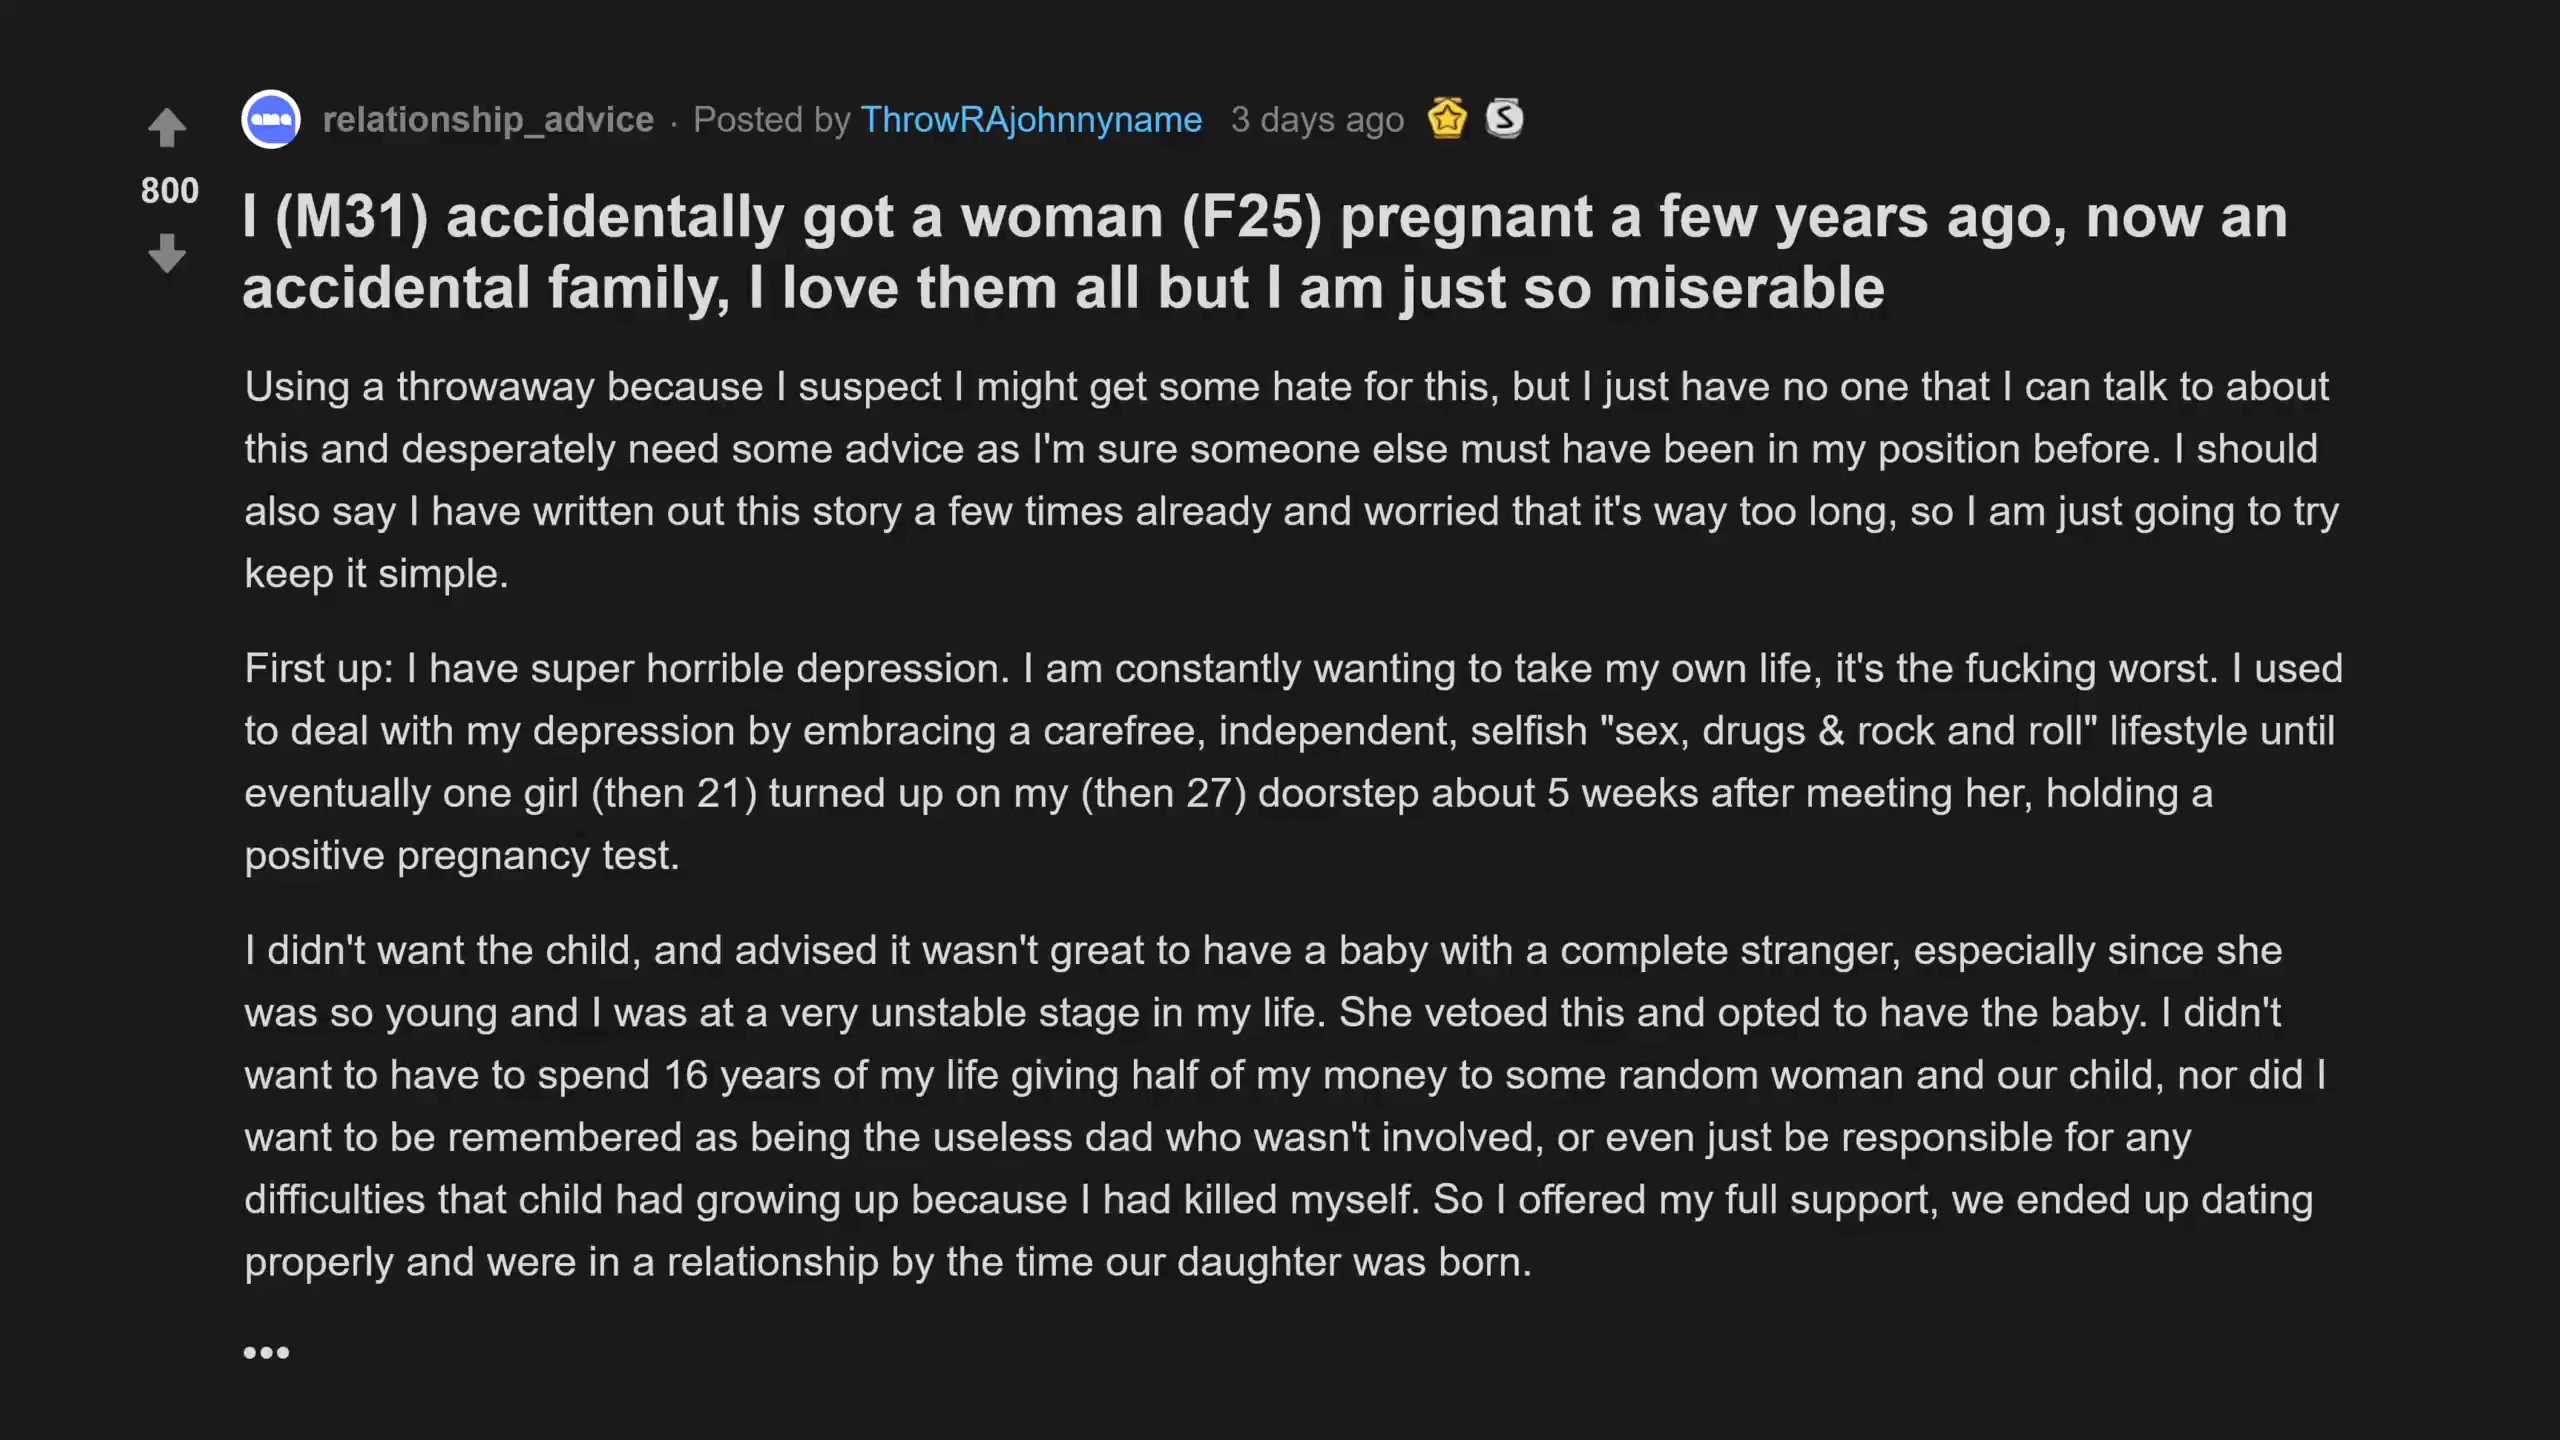 relationship_advice · Posted by ThrowRAjohnnyname 3 days ago
800
I (M31) accidentally got a woman (F25) pregnant a few years ago, now an
accidental family, I love them all but I am just so miserable
Using a throwaway because I suspect I might get some hate for this, but I just have no one that I can talk to about
this and desperately need some advice as I'm sure someone else must have been in my position before. I should
also say I have written out this story a few times already and worried that it's way too long, so I am just going to try
keep it simple.
First up: I have super horrible depression. I am constantly wanting to take my own life, it's the fucking worst. I used
to deal with my depression by embracing a carefree, independent, selfish "sex, drugs & rock and roll" lifestyle until
eventually one girl (then 21) turned up on my (then 27) doorstep about 5 weeks after meeting her, holding a
positive pregnancy test.
I didn't want the child, and advised it wasn't great to have a baby with a complete stranger, especially since she
was so young and I was at a very unstable stage in my life. She vetoed this and opted to have the baby. I didn't
want to have to spend 16 years of my life giving half of my money to some random woman and our child, nor did I
want to be remembered as being the useless dad who wasn't involved, or even just be responsible for any
difficulties that child had growing up because I had killed myself. So I offered my full support, we ended up dating
properly and were in a relationship by the time our daughter was born.
•••